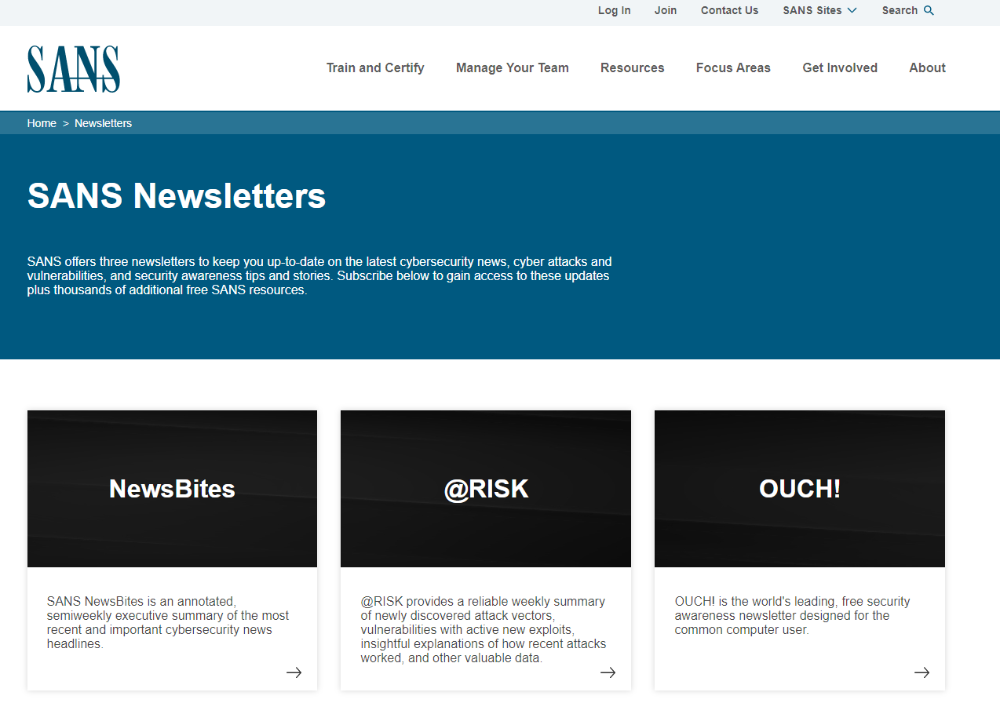 Log In Join Contact Us SANS Sites Search
SANS
Train and Certify Manage Your Team Resources Focus Areas Get Involved About
Home > Newsletters
SANS Newsletters
SANS offers three newsletters to keep you up-to-date on the latest cybersecurity news, cyber attacks and
vulnerabilities, and security awareness tips and stories. Subscribe below to gain access to these updates
plus thousands of additional free SANS resources.
NewsBites
SANS NewsBites is an annotated,
semiweekly executive summary of the most
recent and important cybersecurity news
headlines.
@RISK
@RISK provides a reliable weekly summary
of newly discovered attack vectors,
vulnerabilities with active new exploits,
insightful explanations of how recent attacks
worked, and other valuable data.
OUCH!
OUCH! is the world's leading, free security
awareness newsletter designed for the
common computer user.